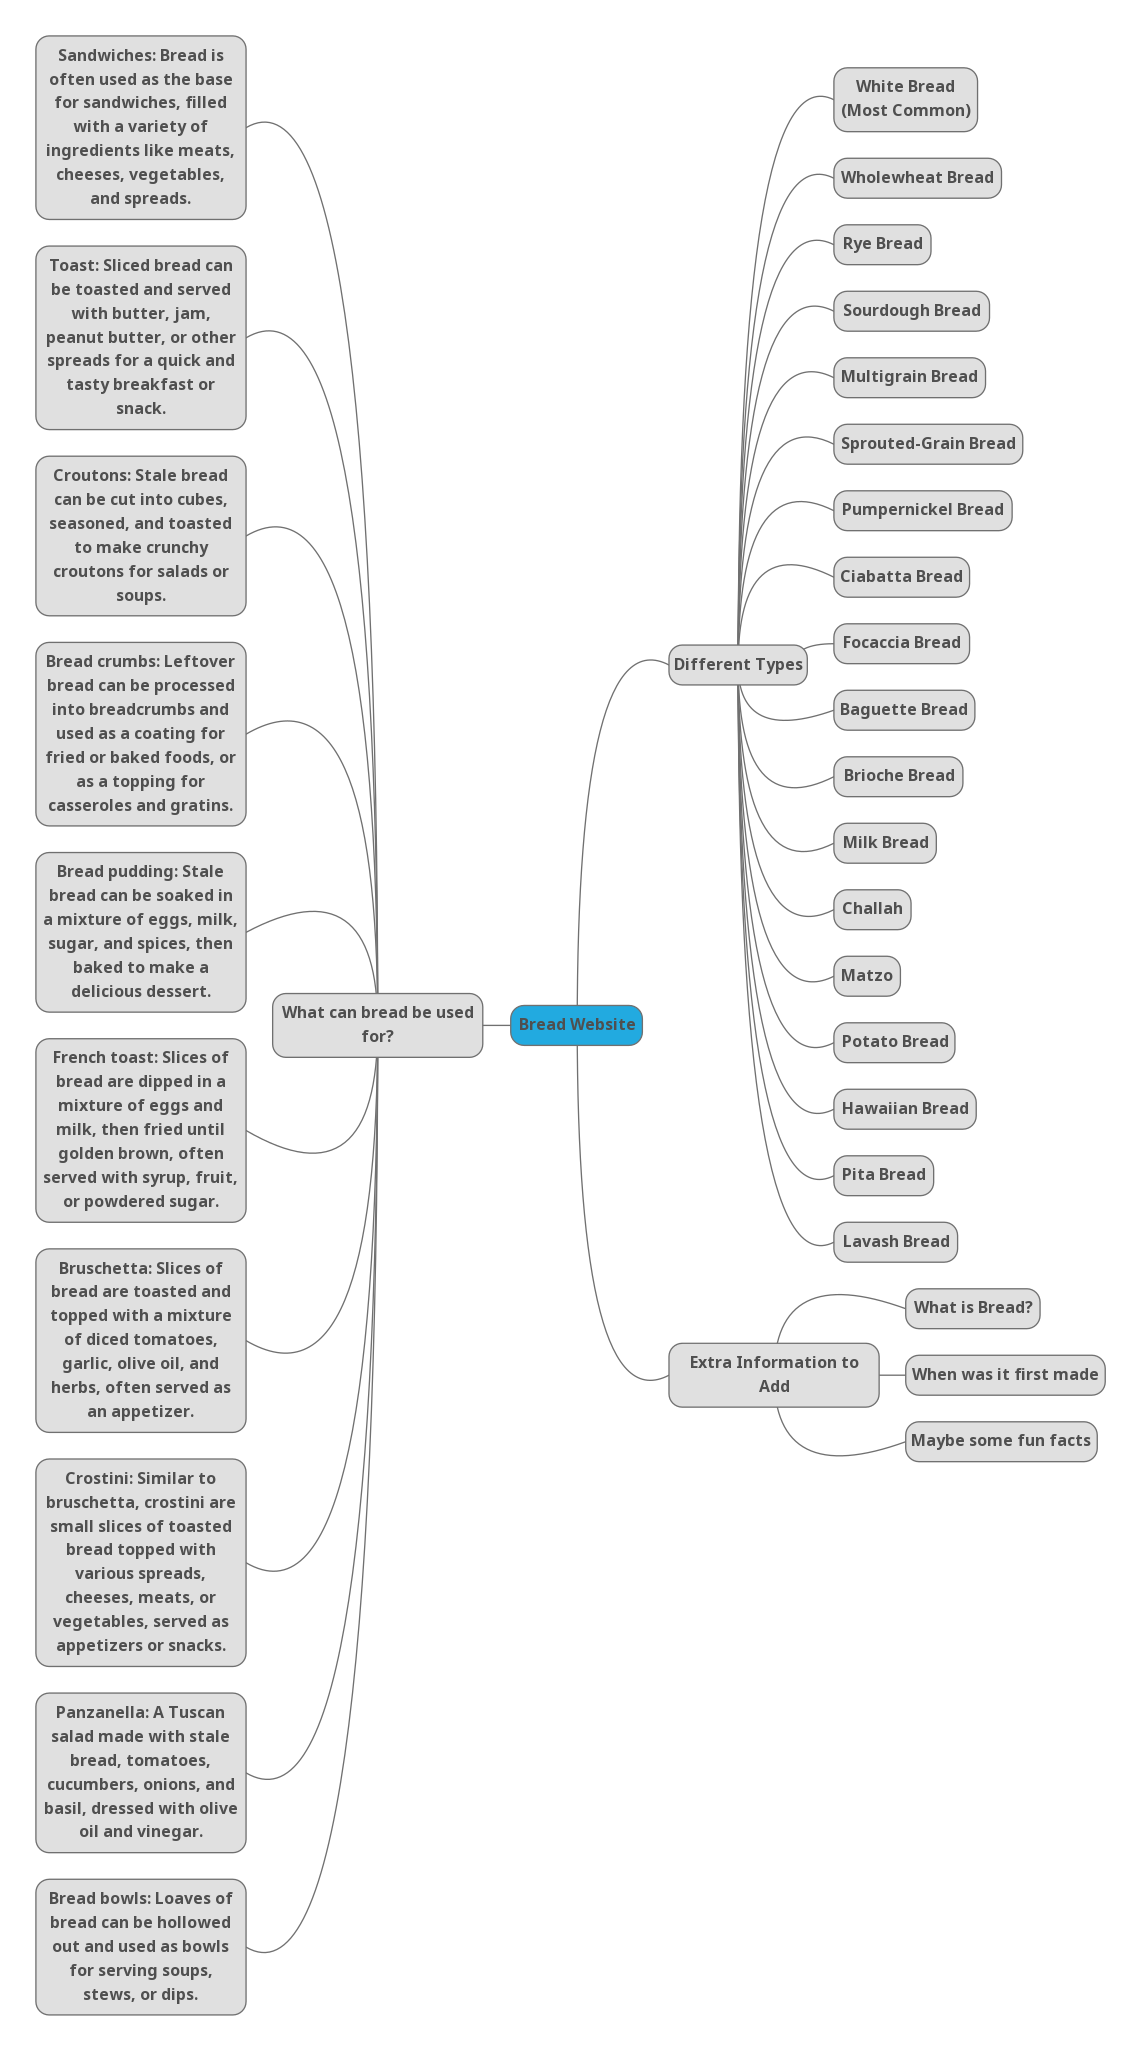 Sandwiches: Bread is
often used as the base
for sandwiches, filled
with a variety of
ingredients like meats,
cheeses, vegetables,
and spreads.
Toast: Sliced bread can
be toasted and served
with butter, jam,
peanut butter, or other
spreads for a quick and
tasty breakfast or
snack.
Croutons: Stale bread
can be cut into cubes,
seasoned, and toasted
to make crunchy
croutons for salads or
soups.
Bread crumbs: Leftover
bread can be processed
into breadcrumbs and
used as a coating for
fried or baked foods, or
as a topping for
casseroles and gratins.
Bread pudding: Stale
bread can be soaked in
a mixture of eggs, milk,
sugar, and spices, then
baked to make a
delicious dessert.
French toast: Slices of
bread are dipped in a
mixture of eggs and
milk, then fried until
golden brown, often
served with syrup, fruit,
or powdered sugar.
Bruschetta: Slices of
bread are toasted and
topped with a mixture
of diced tomatoes,
garlic, olive oil, and
herbs, often served as
an appetizer.
Crostini: Similar to
bruschetta, crostini are
small slices of toasted
bread topped with
various spreads,
cheeses, meats, or
vegetables, served as
appetizers or snacks.
Panzanella: A Tuscan
salad made with stale
bread, tomatoes,
cucumbers, onions, and
basil, dressed with olive
oil and vinegar.
Bread bowls: Loaves of
bread can be hollowed
out and used as bowls
for serving soups,
stews, or dips.
What can bread be used
for?
Bread Website
Different Types
White Bread
(Most Common)
Wholewheat Bread
Rye Bread
Sourdough Bread
Multigrain Bread
Sprouted-Grain Bread
Pumpernickel Bread
Ciabatta Bread
Focaccia Bread
Baguette Bread
Brioche Bread
Milk Bread
Challah
Matzo
Potato Bread
Hawaiian Bread
Pita Bread
Lavash Bread
Extra Information to
Add
What is Bread?
When was it first made
Maybe some fun facts